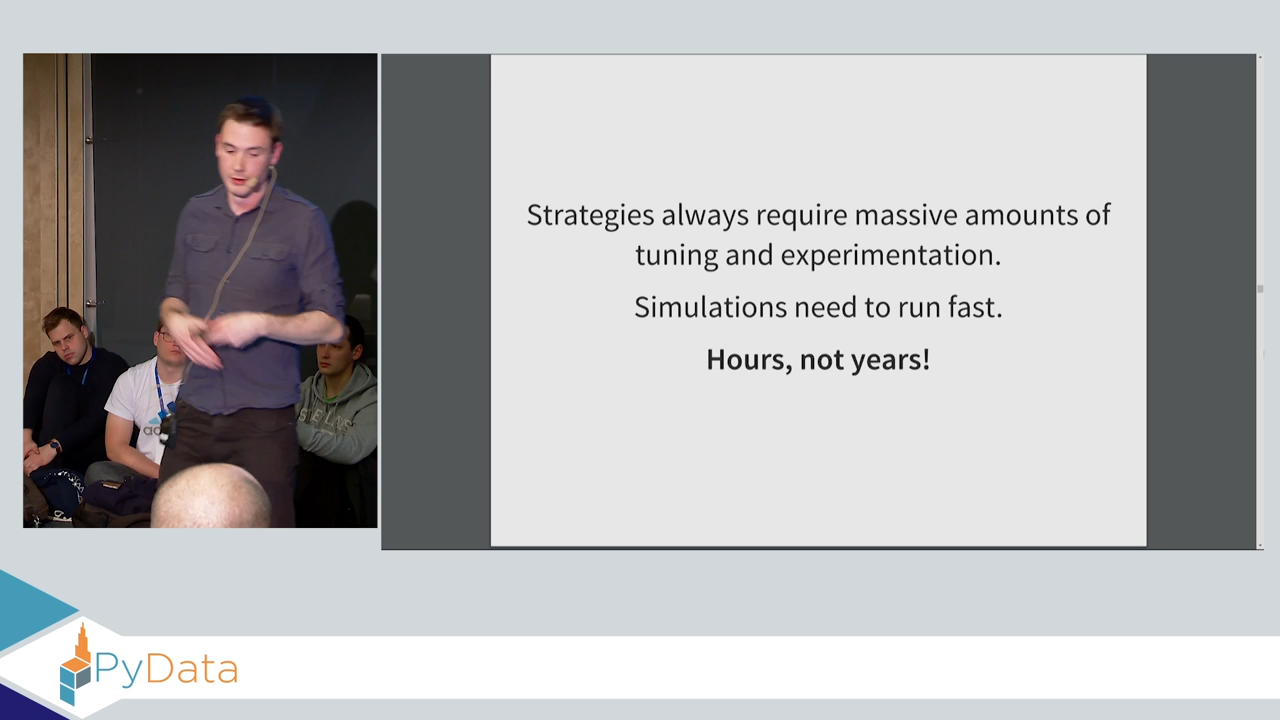 Strategies always require massive amounts of
tuning and experimentation.
Simulations need to run fast.
Hours, not years!
PyData